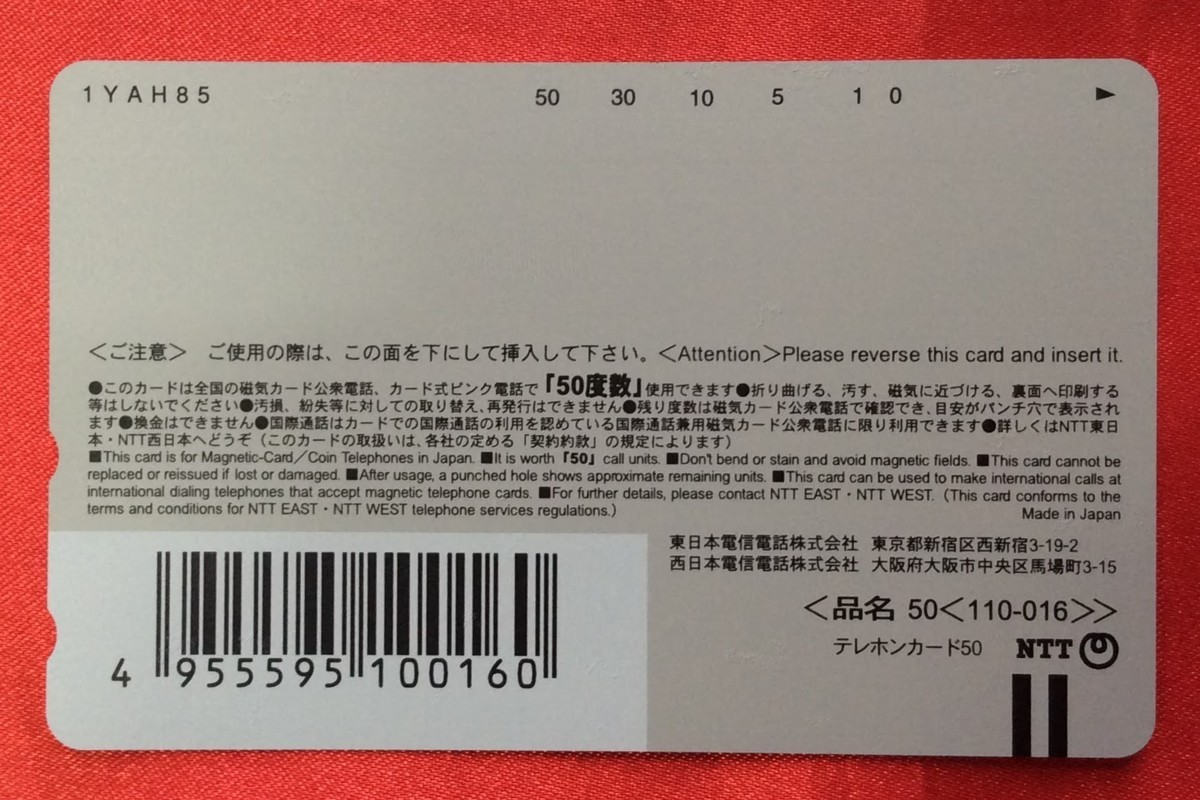 1YAH85 50 30 10 5 1 0 ▶
＜ご注意＞ ご使用の際は、この面を下にして挿入して下さい。＜Attention＞Please reverse this card and insert it.
●このカードは全国の磁気カード公衆電話、カード式ピンク電話で「50度数」使用できます●折り曲げる、汚す、磁気に近づける、裏面へ印刷する
等はしないでください●汚損、紛失等に対しての取り替え、再発行はできません●残り度数は磁気カード公衆電話で確認でき、目安がパンチ穴で表示され
ます●換金はできません●国際通話はカードでの国際通話の利用を認めている国際通話兼用磁気カード公衆電話に限り利用できます●詳しくはNTT東日
本・NTT西日本へどうぞ（このカードの取扱いは、各社の定める「契約約款」の規定によります）
■This card is for Magnetic-Card／Coin Telephones in Japan. ■It is worth「50」call units. ■Don't bend or stain and avoid magnetic fields. ■This card cannot be
replaced or reissued if lost or damaged. ■After usage, a punched hole shows approximate remaining units. ■This card can be used to make international calls at
international dialing telephones that accept magnetic telephone cards. ■For further details, please contact NTT EAST・NTT WEST.（This card conforms to the
terms and conditions for NTT EAST・NTT WEST telephone services regulations.）
Made in Japan
東日本電信電話株式会社 東京都新宿区西新宿3-19-2
西日本電信電話株式会社 大阪府大阪市中央区馬場町3-15
＜品名 50＜110-016＞＞
テレホンカード50 NTT
4 955595 100160